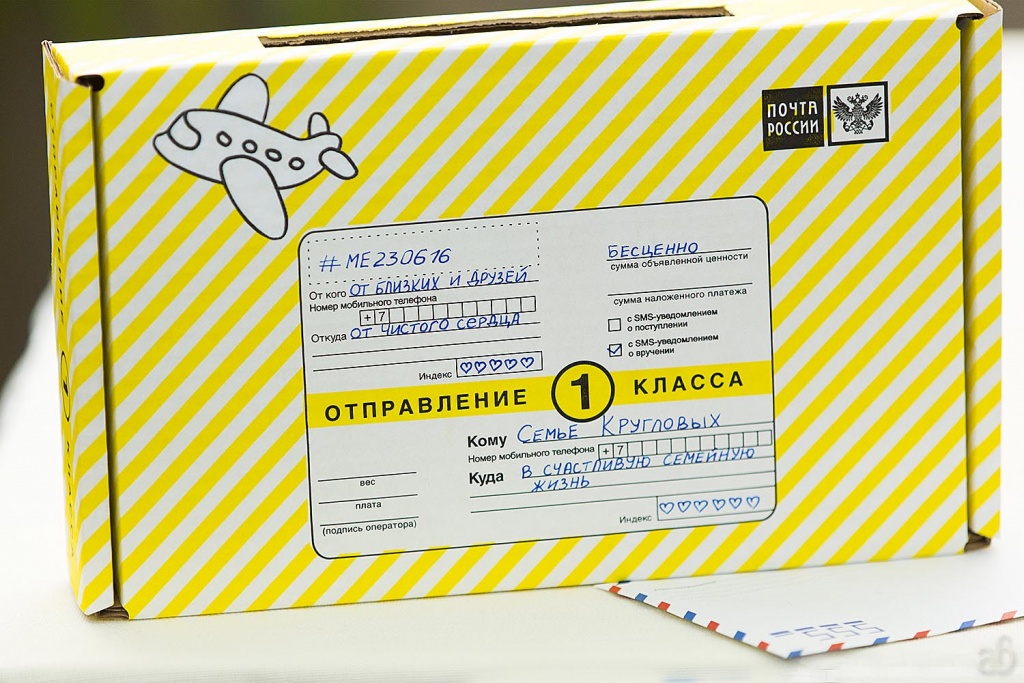 ПОЧТА
РОССИИ
# МЕ230616
От кого ОТ БЛИЗКИХ И ДРУЗЕЙ
Номер мобильного телефона
+7
Откуда ОТ ЧИСТОГО СЕРДЦА
Индекс ♡♡♡♡♡
БЕСЦЕННО
сумма объявленной ценности
сумма наложенного платежа
с SMS-уведомлением
о поступлении
с SMS-уведомлением
о вручении
ОТПРАВЛЕНИЕ 1 КЛАССА
Кому СЕМЬЕ КРУГЛОВЫХ
Номер мобильного телефона +7
Куда В СЧАСТЛИВУЮ СЕМЕЙНУЮ
ЖИЗНЬ
Индекс ♡♡♡♡♡♡
вес
плата
(подпись оператора)